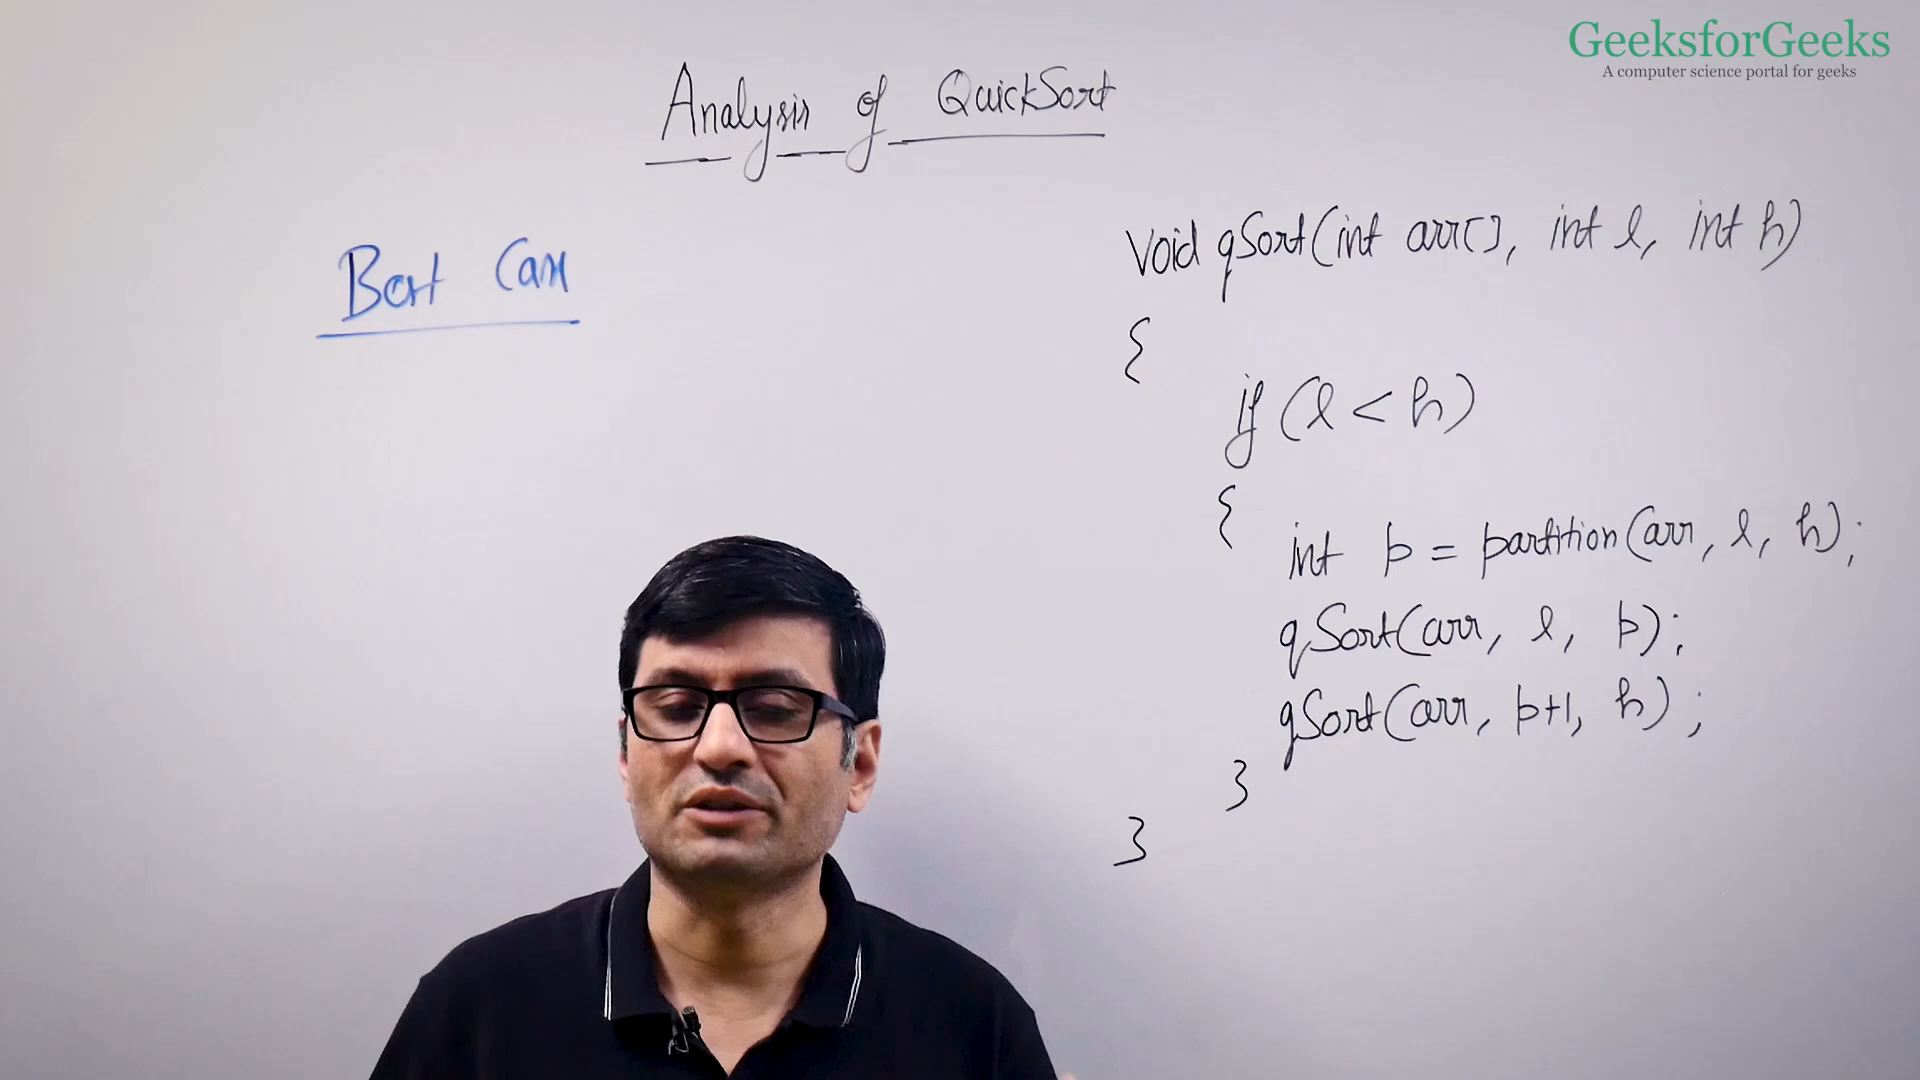 GeeksforGeeks
A computer science portal for geeks
Analysis of QuickSort
Best Case
void qSort(int arr[], int l, int h)
{
if (l < h)
{
int p = partition(arr, l, h);
qSort(arr, l, p);
qSort(arr, p+1, h);
}
}